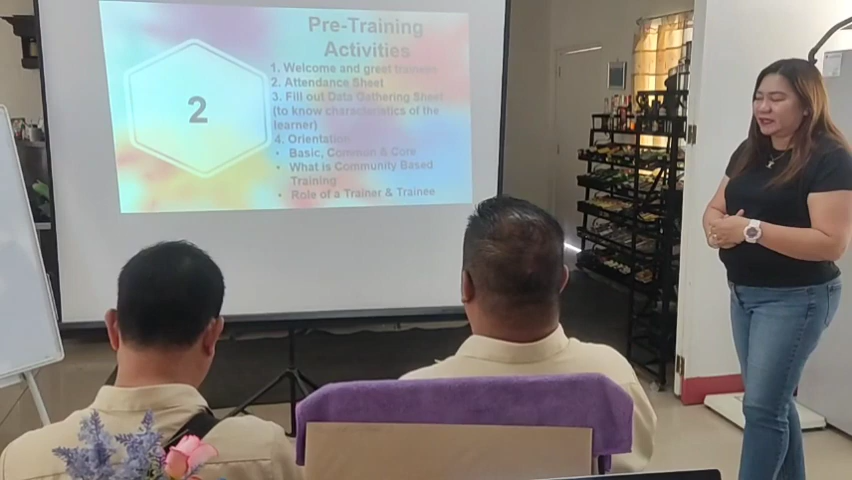 Pre-Training
Activities
2
1. Welcome and greet trainees
2. Attendance Sheet
3. Fill out Data Gathering Sheet
(to know characteristics of the
learner)
4. Orientation
• Basic, Common & Core
• What is Community Based
Training
• Role of a Trainer & Trainee